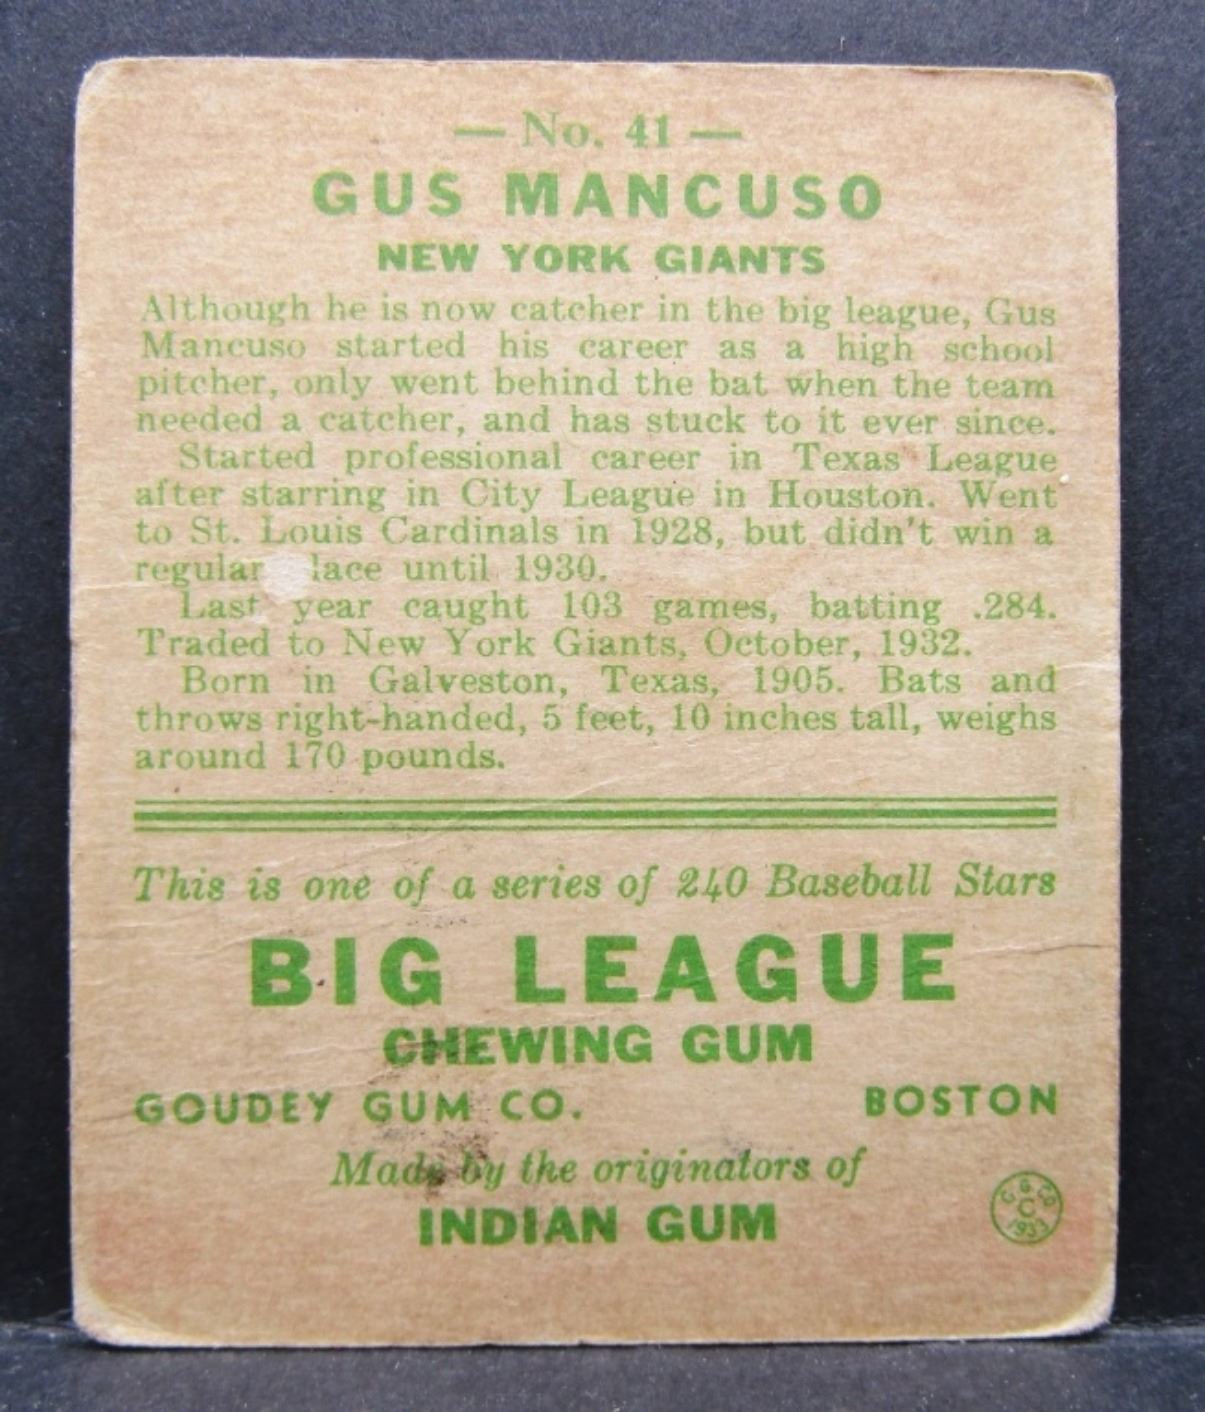 — No. 41 —
GUS MANCUSO
NEW YORK GIANTS
Although he is now catcher in the big league, Gus
Mancuso started his career as a high school
pitcher, only went behind the bat when the team
needed a catcher, and has stuck to it ever since.
Started professional career in Texas League
after starring in City League in Houston. Went
to St. Louis Cardinals in 1928, but didn't win a
regular lace until 1930.
Last year caught 103 games, batting .284.
Traded to New York Giants, October, 1932.
Born in Galveston, Texas, 1905. Bats and
throws right-handed, 5 feet, 10 inches tall, weighs
around 170 pounds.
This is one of a series of 240 Baseball Stars
BIG LEAGUE
CHEWING GUM
GOUDEY GUM CO. BOSTON
Made by the originators of
INDIAN GUM
G. G. CO.
C
1933